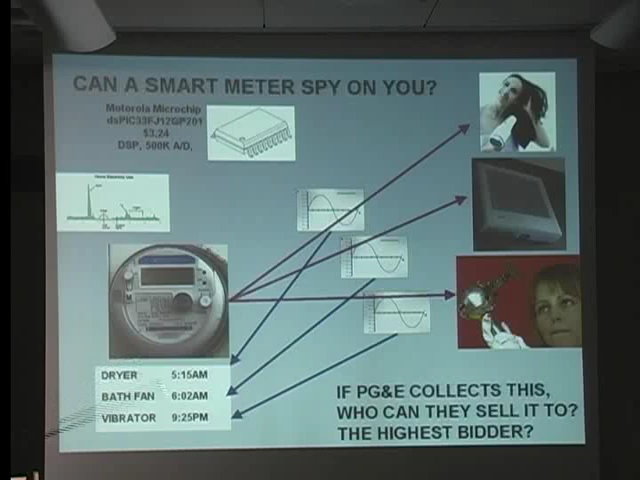 CAN A SMART METER SPY ON YOU?
Motorola Microchip
dsPIC33FJ12GP201
$3.24
DSP, 500K A/D,
DRYER 5:15AM
BATH FAN 6:02AM
VIBRATOR 9:25PM
IF PG&E COLLECTS THIS,
WHO CAN THEY SELL IT TO?
THE HIGHEST BIDDER?